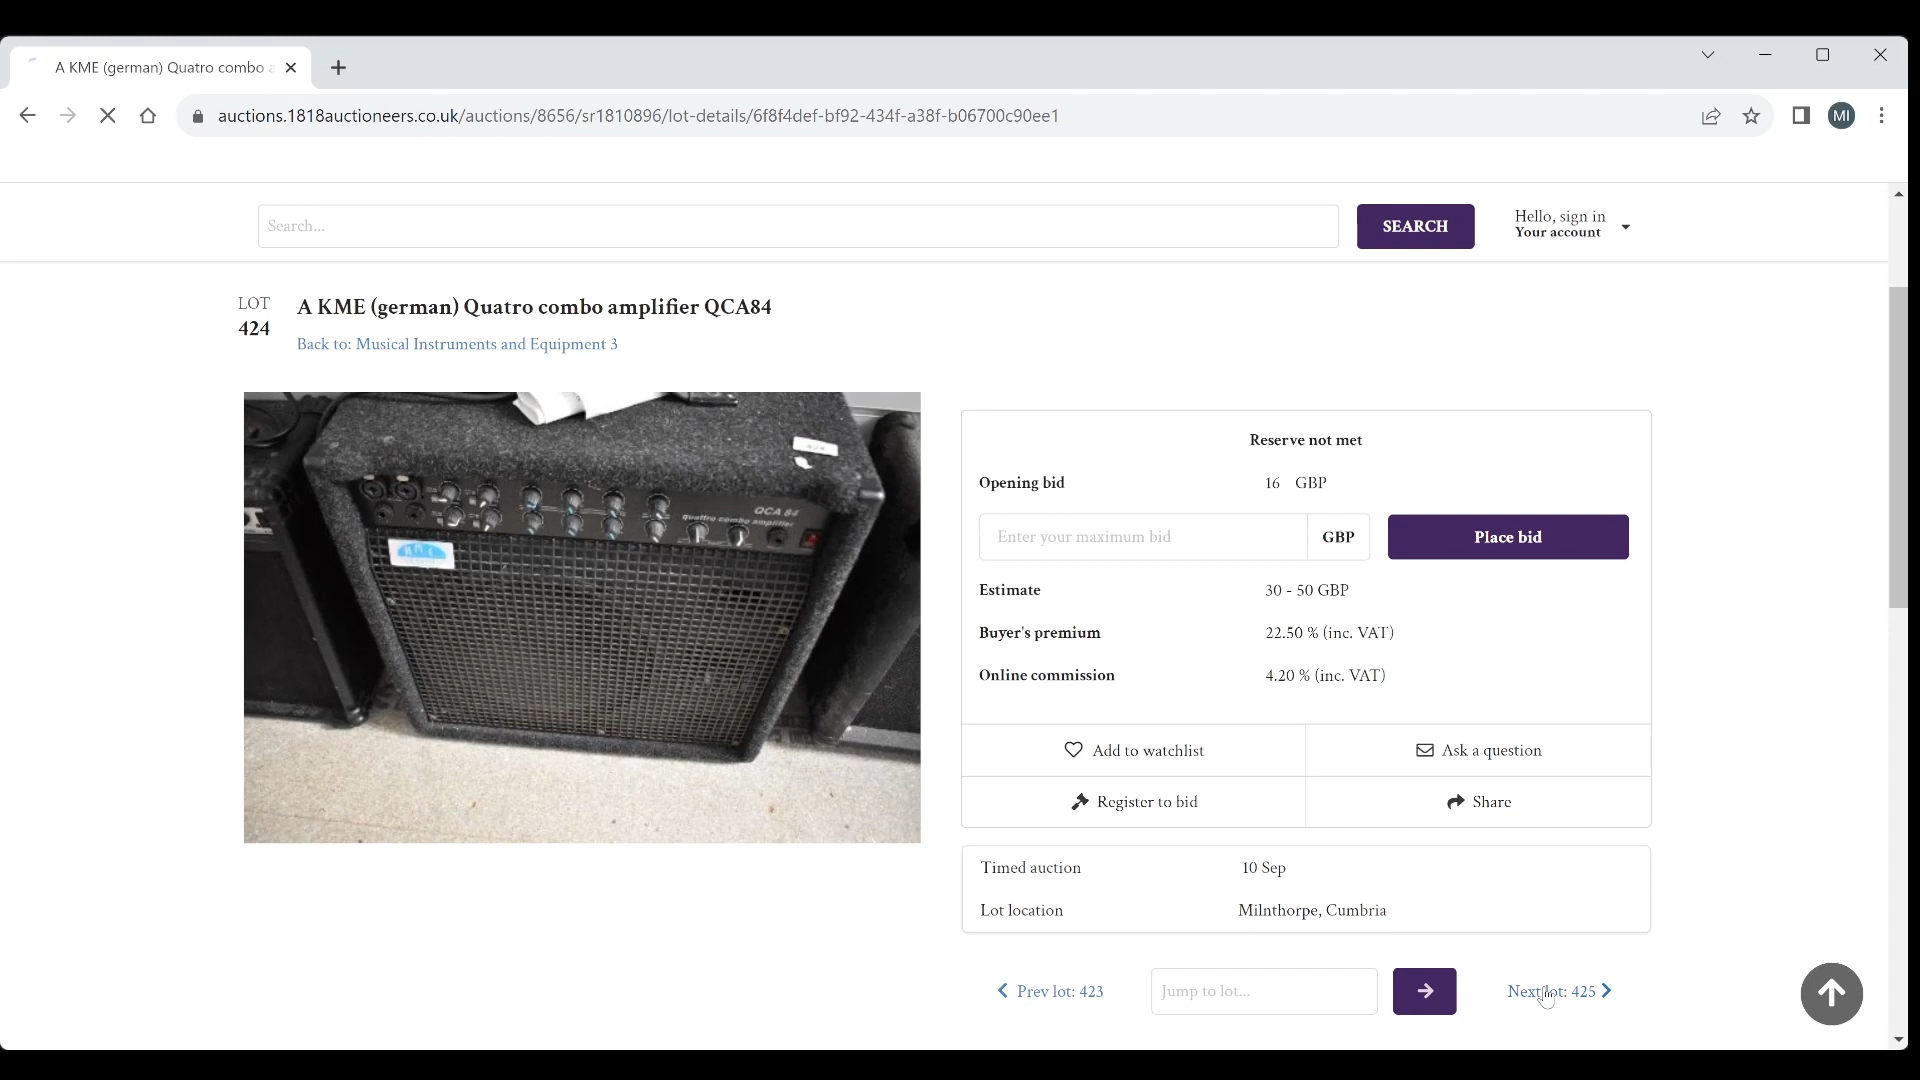 A KME (german) Quatro combo a
auctions.1818auctioneers.co.uk/auctions/8656/sr1810896/lot-details/6f8f4def-bf92-434f-a38f-b06700c90ee1
MI
Search...
SEARCH
Hello, sign in
Your account
LOT
424
A KME (german) Quatro combo amplifier QCA84
Back to: Musical Instruments and Equipment 3
QCA 84
quattro combo amplifier
Reserve not met
Opening bid 16 GBP
Enter your maximum bid GBP Place bid
Estimate 30 - 50 GBP
Buyer's premium 22.50 % (inc. VAT)
Online commission 4.20 % (inc. VAT)
Add to watchlist Ask a question
Register to bid Share
Timed auction 10 Sep
Lot location Milnthorpe, Cumbria
Prev lot: 423 Jump to lot... Next lot: 425